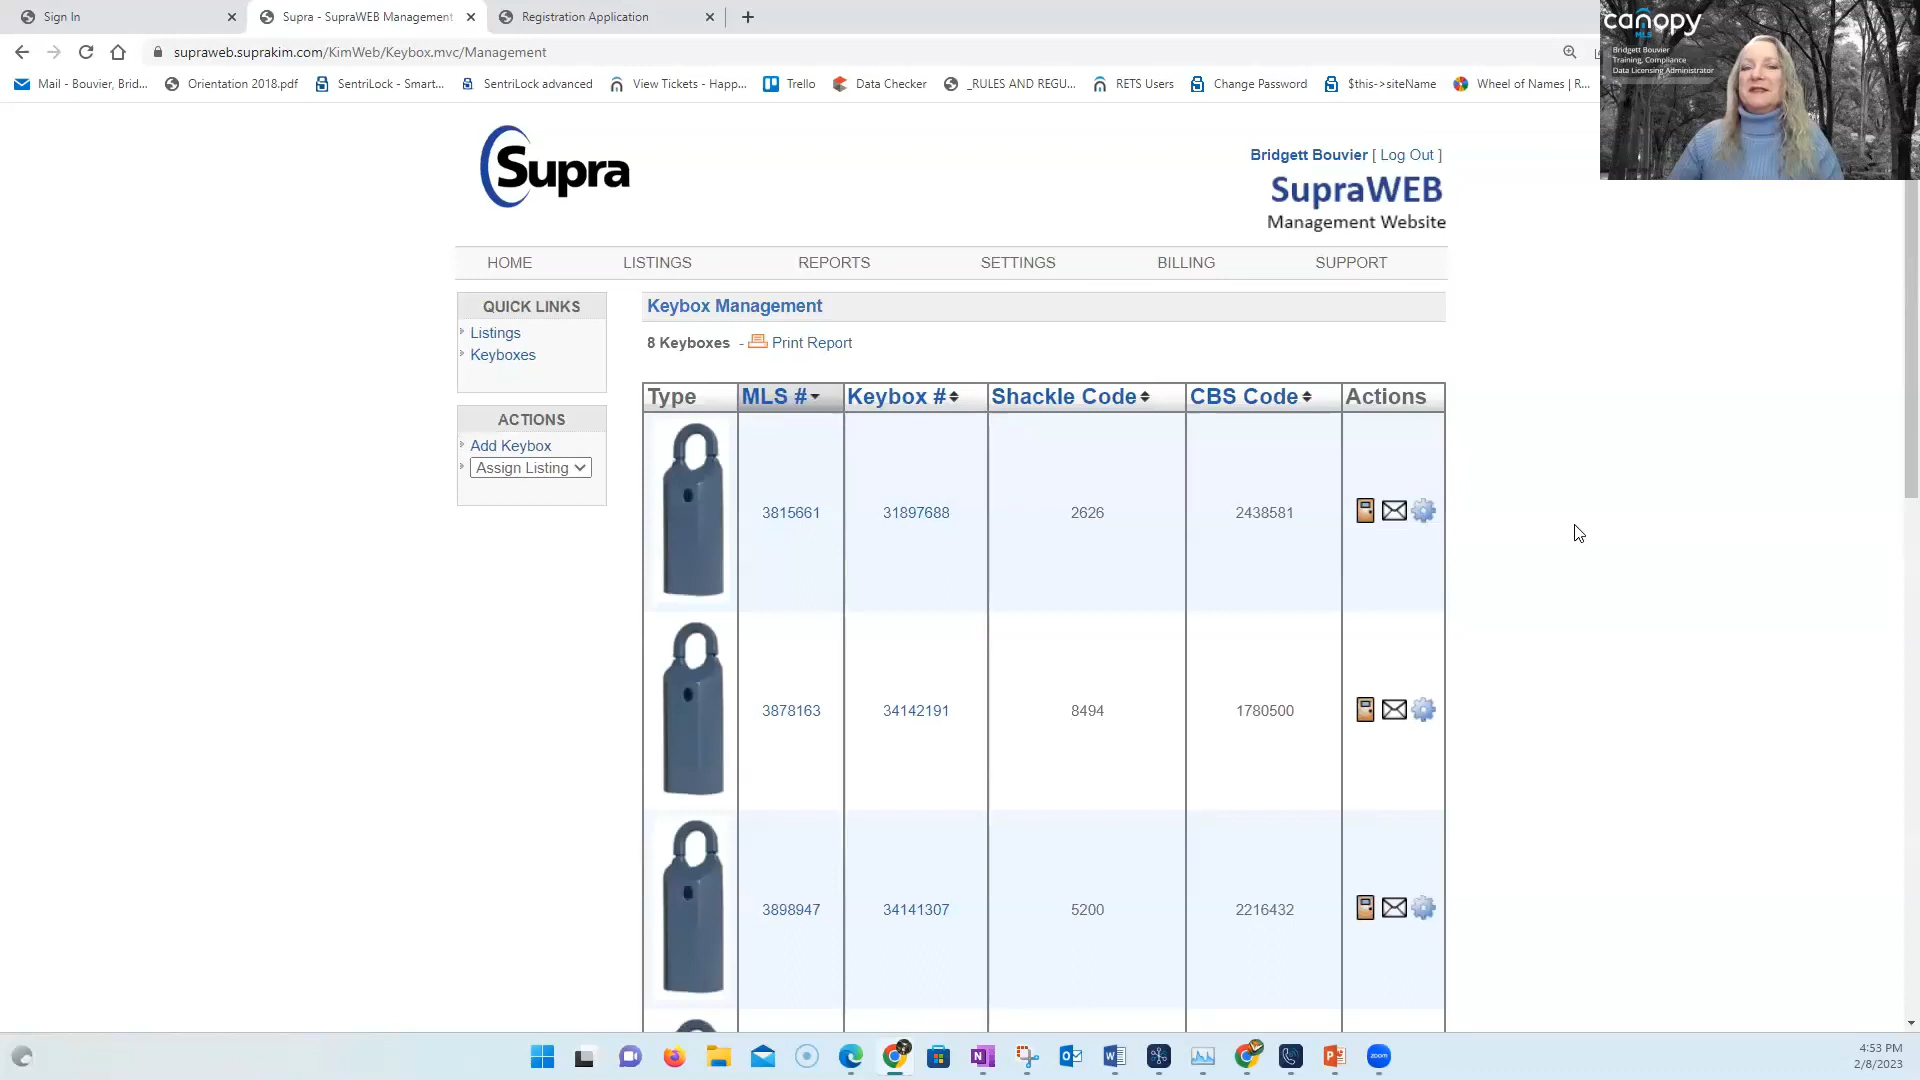 Sign In
Supra - SupraWEB Management
Registration Application
supraweb.suprakim.com/KimWeb/Keybox.mvc/Management
Mail - Bouvier, Brid...
Orientation 2018.pdf
SentriLock - Smart...
SentriLock advanced
View Tickets - Happ...
Trello
Data Checker
_RULES AND REGU...
RETS Users
Change Password
$this->siteName
Wheel of Names | R...
canopy
MLS
Bridgett Bouvier
Training, Compliance
Data Licensing Administrator
Supra
Bridgett Bouvier [ Log Out ]
SupraWEB
Management Website
HOME LISTINGS REPORTS SETTINGS BILLING SUPPORT
QUICK LINKS
Listings
Keyboxes
ACTIONS
Add Keybox
Assign Listing
Keybox Management
8 Keyboxes - Print Report
Type MLS # Keybox # Shackle Code CBS Code Actions
3815661 31897688 2626 2438581
3878163 34142191 8494 1780500
3898947 34141307 5200 2216432
zoom
4:53 PM
2/8/2023